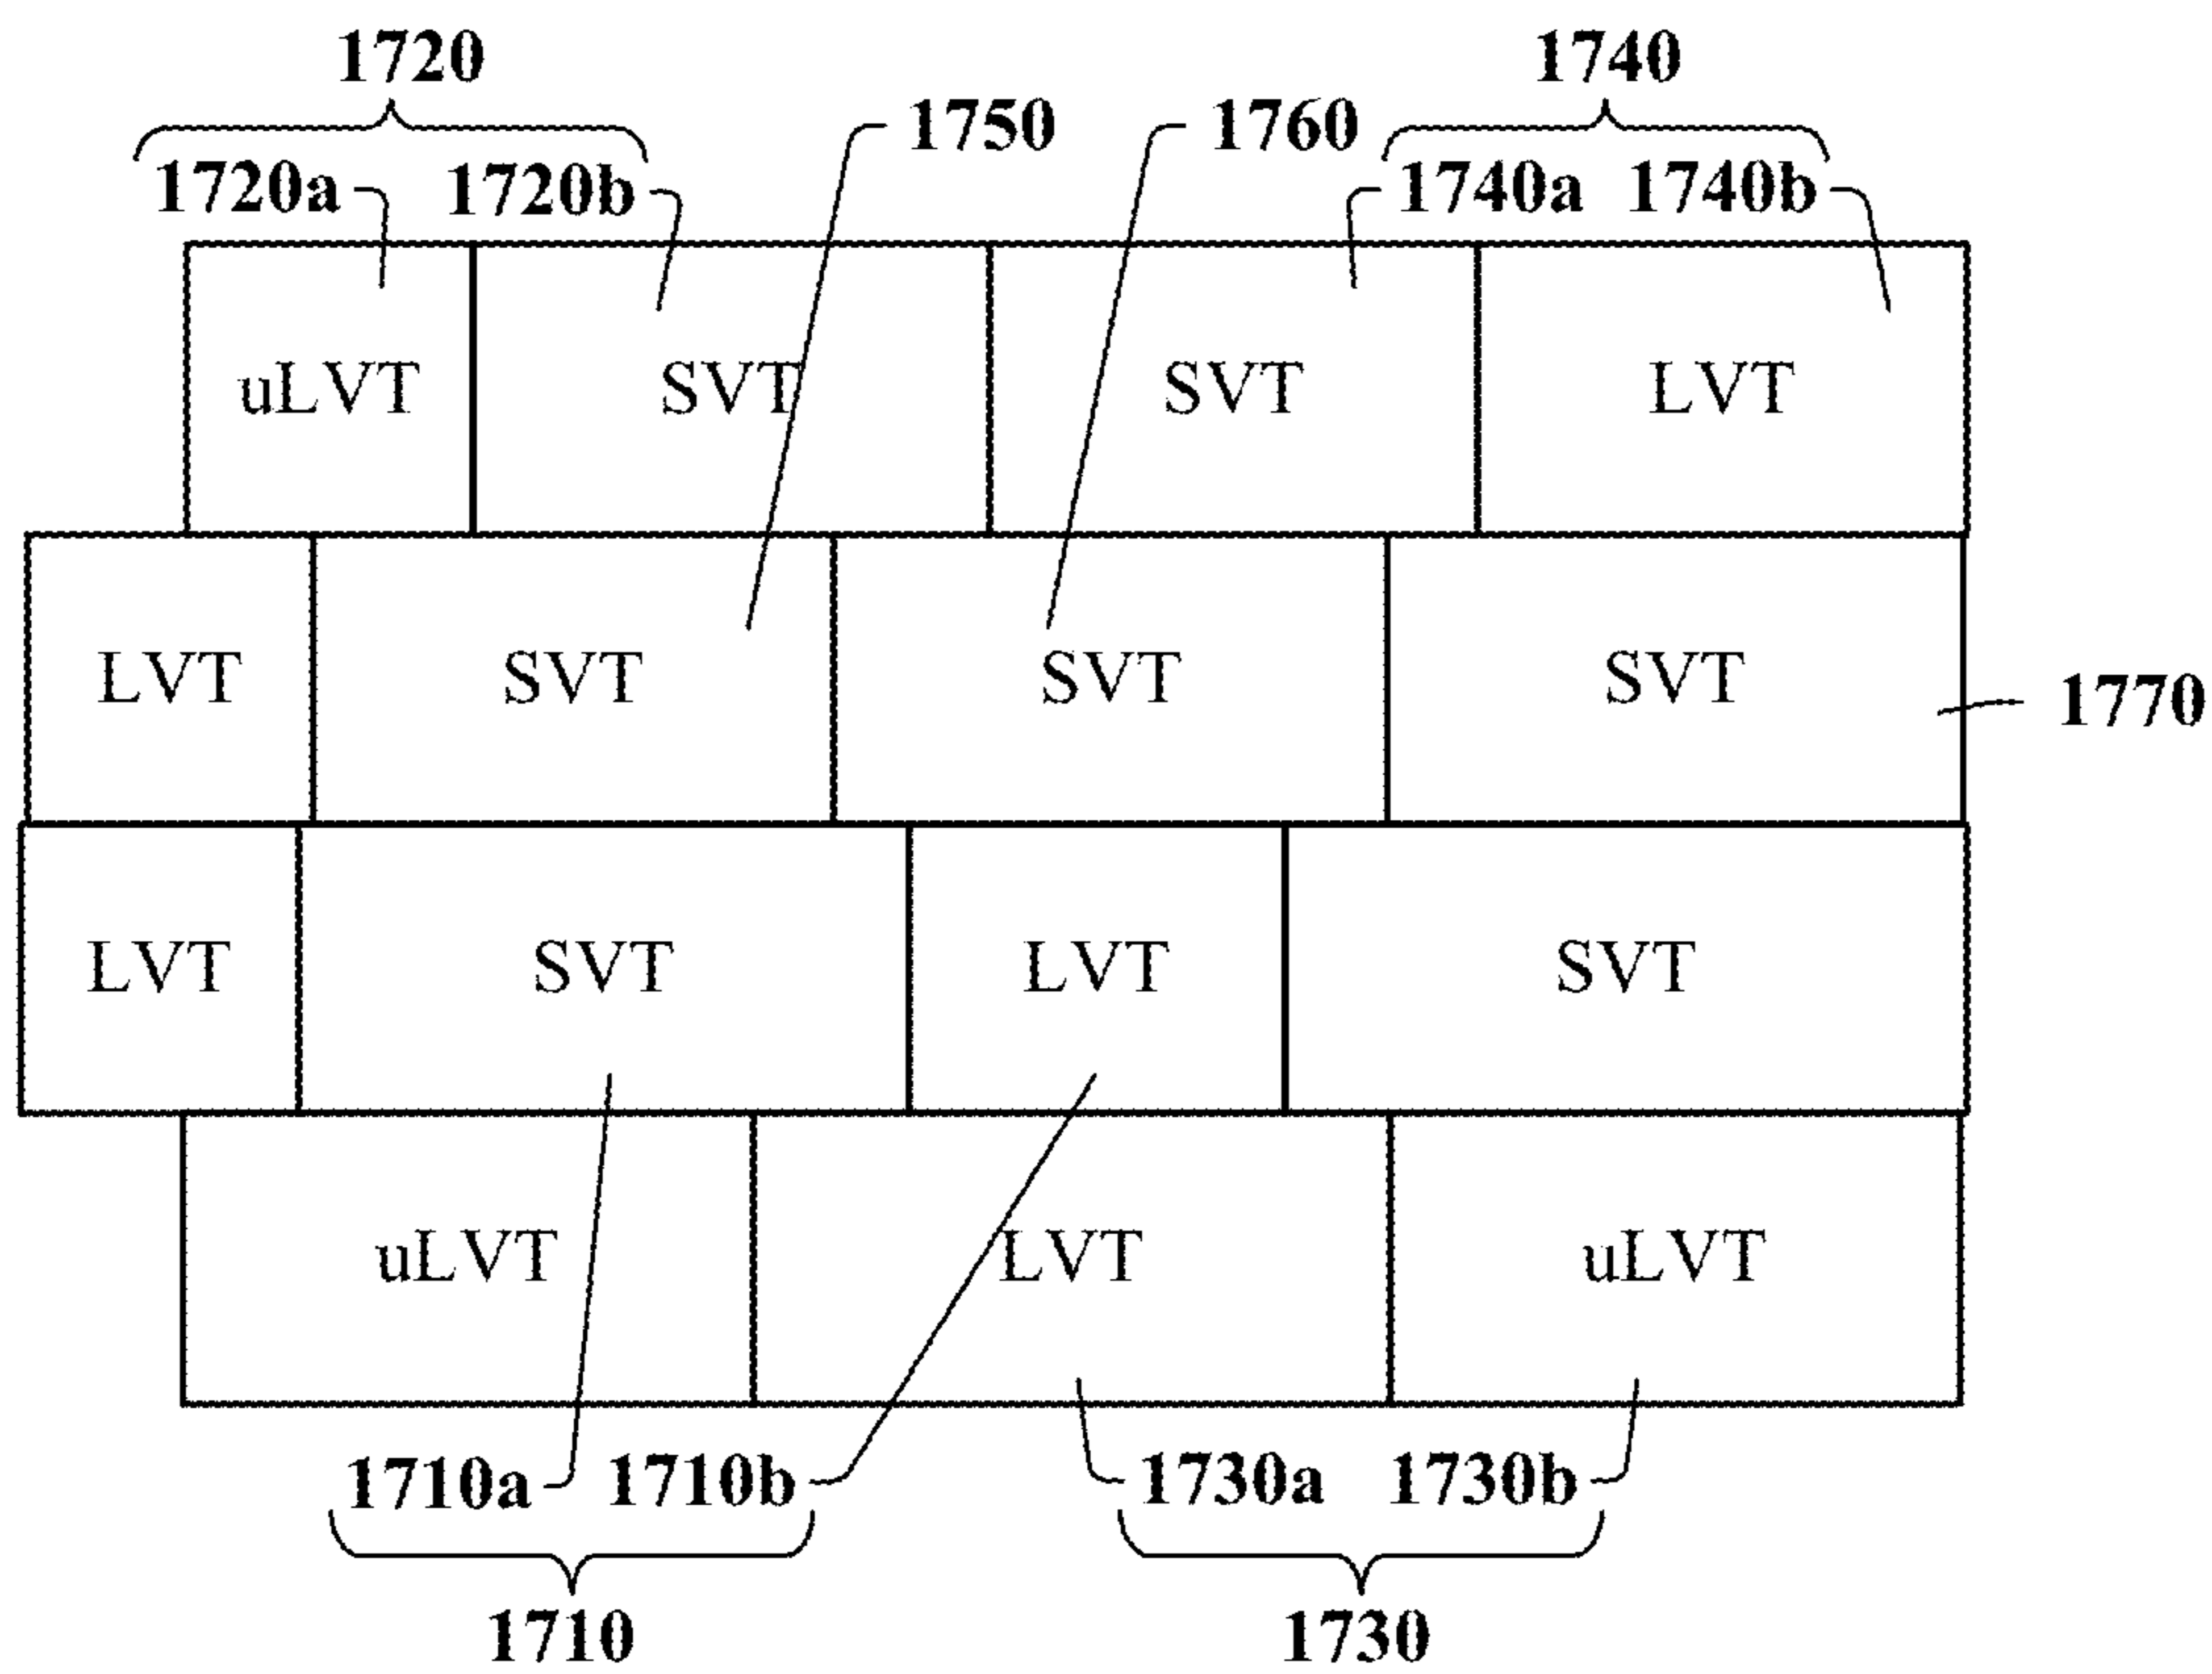 1720 1740
1750 1760
1720a 1720b 1740a 1740b
uLVT SVT SVT LVT
LVT SVT SVT SVT
1770
LVT SVT LVT SVT
uLVT LVT uLVT
1710a 1710b 1730a 1730b
1710 1730